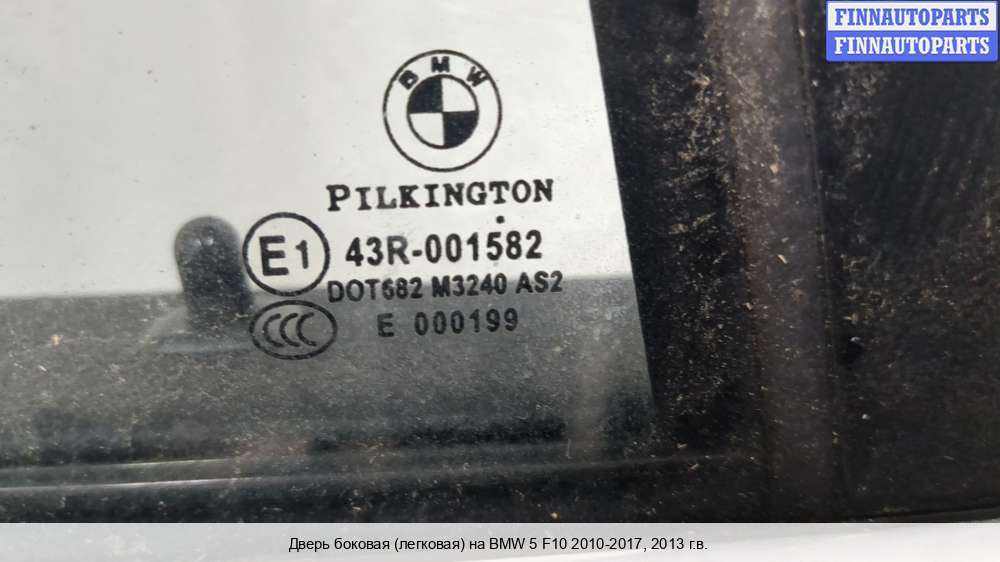 FINNAUTOPARTS
FINNAUTOPARTS
BMW
PILKINGTON
E1 43R-001582
DOT682 M3240 AS2
CCC E 000199
Дверь боковая (легковая) на BMW 5 F10 2010-2017, 2013 г.в.